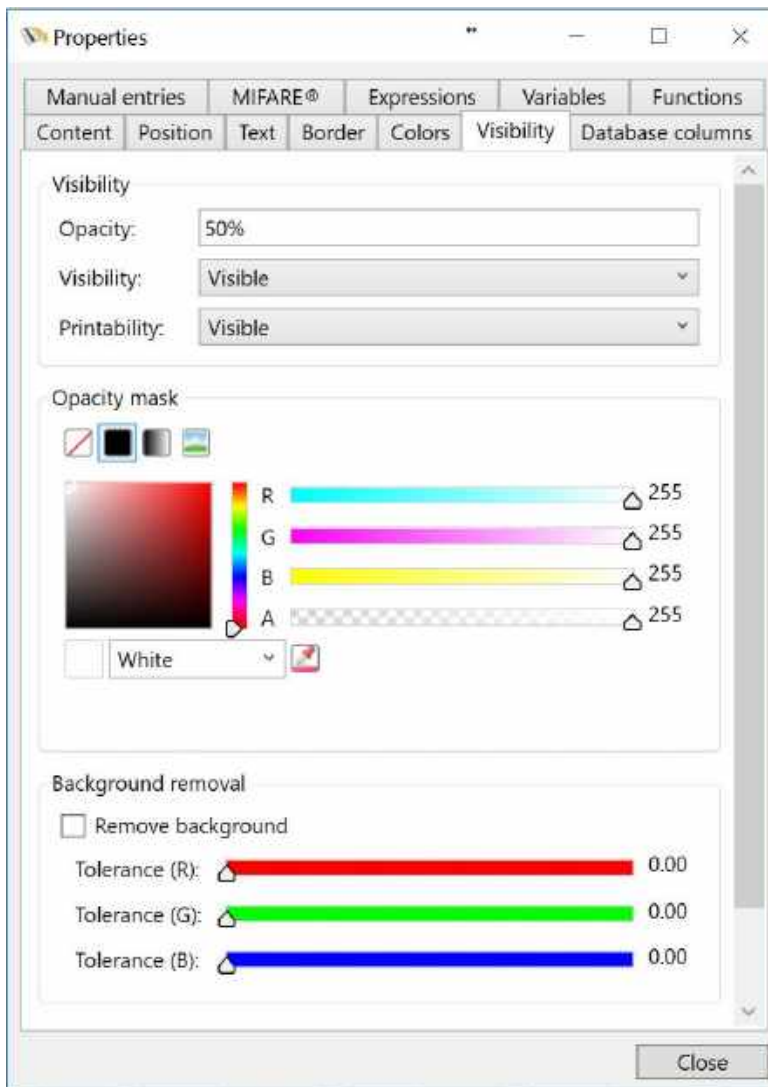 Properties
Manual entries MIFARE® Expressions Variables Functions
Content Position Text Border Colors Visibility Database columns
Visibility
Opacity: 50%
Visibility: Visible
Printability: Visible
Opacity mask
R 255
G 255
B 255
A 255
White
Background removal
Remove background
Tolerance (R): 0.00
Tolerance (G): 0.00
Tolerance (B): 0.00
Close